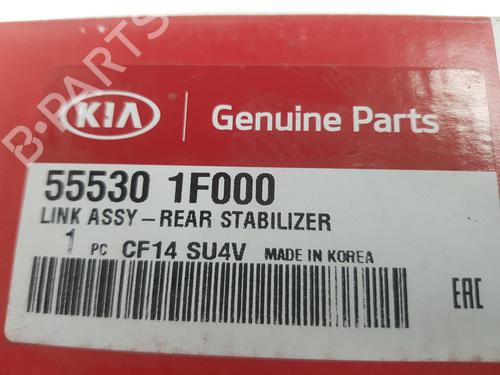 KIA
Genuine Parts
55530 1F000
LINK ASSY-REAR STABILIZER
1 PC CF14 SU4V MADE IN KOREA
EAC
B-PARTS